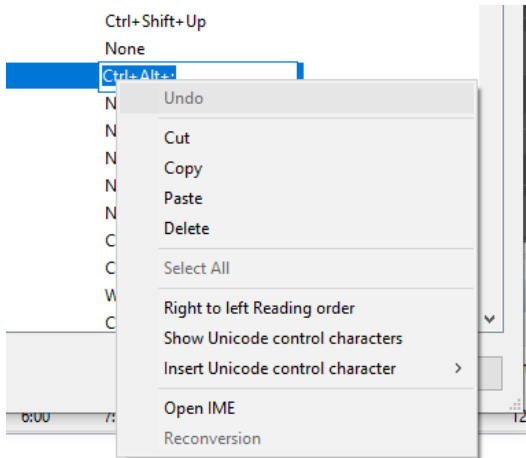 Ctrl+Shift+Up
None
Ctrl+Alt+;
N
Undo
N
Cut
N
Copy
N
Paste
N
Delete
C
C
Select All
W
Right to left Reading order
C
Show Unicode control characters
Insert Unicode control character
Open IME
6:00
12
Reconversion